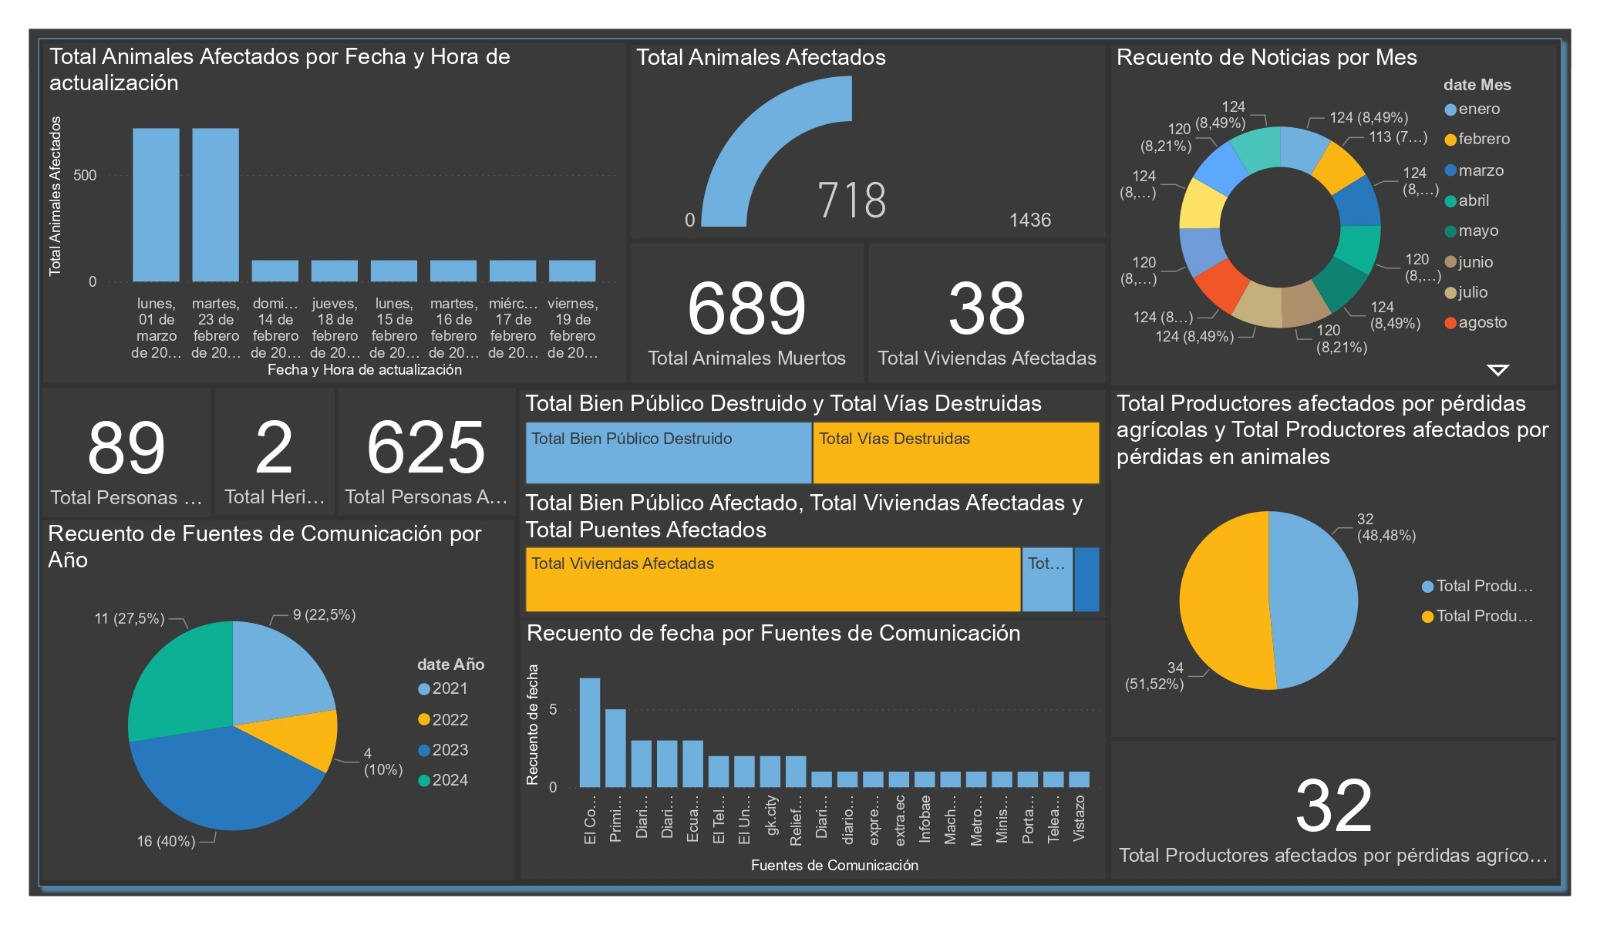 Total Animales Afectados por Fecha y Hora de
actualización
Total Animales Afectados
500
0
lunes,
01 de
marzo
de 20...
martes,
23 de
febrero
de 20...
domi...
14 de
febrero
de 20...
jueves,
18 de
febrero
de 20...
lunes,
15 de
febrero
de 20...
martes,
16 de
febrero
de 20...
miérc...
17 de
febrero
de 20...
viernes,
19 de
febrero
de 20...
Fecha y Hora de actualización
Total Animales Afectados
0
718
1436
689
Total Animales Muertos
38
Total Viviendas Afectadas
Recuento de Noticias por Mes
124 (8,49%)
113 (7...)
124
(8,...)
120
(8,...)
124
(8,49%)
120
(8,21%)
124 (8,49%)
124 (8...)
120
(8,...)
124
(8,...)
120
(8,21%)
124
(8,49%)
date Mes
enero
febrero
marzo
abril
mayo
junio
julio
agosto
89
Total Personas ...
2
Total Heri...
625
Total Personas A...
Total Bien Público Destruido y Total Vías Destruidas
Total Bien Público Destruido
Total Vías Destruidas
Total Bien Público Afectado, Total Viviendas Afectadas y
Total Puentes Afectados
Total Viviendas Afectadas
Tot...
Total Productores afectados por pérdidas
agrícolas y Total Productores afectados por
pérdidas en animales
32
(48,48%)
34
(51,52%)
Total Produ...
Total Produ...
Recuento de Fuentes de Comunicación por
Año
11 (27,5%)
9 (22,5%)
4
(10%)
16 (40%)
date Año
2021
2022
2023
2024
Recuento de fecha por Fuentes de Comunicación
Recuento de fecha
5
0
El Co...
Primi...
Diari...
Diari...
Ecua...
El Tel...
El Un...
gk.city
Relief...
Diari...
diario...
expre...
extra.ec
Infobae
Mach...
Metro...
Minis...
Porta...
Telea...
Vistazo
Fuentes de Comunicación
32
Total Productores afectados por pérdidas agríco...